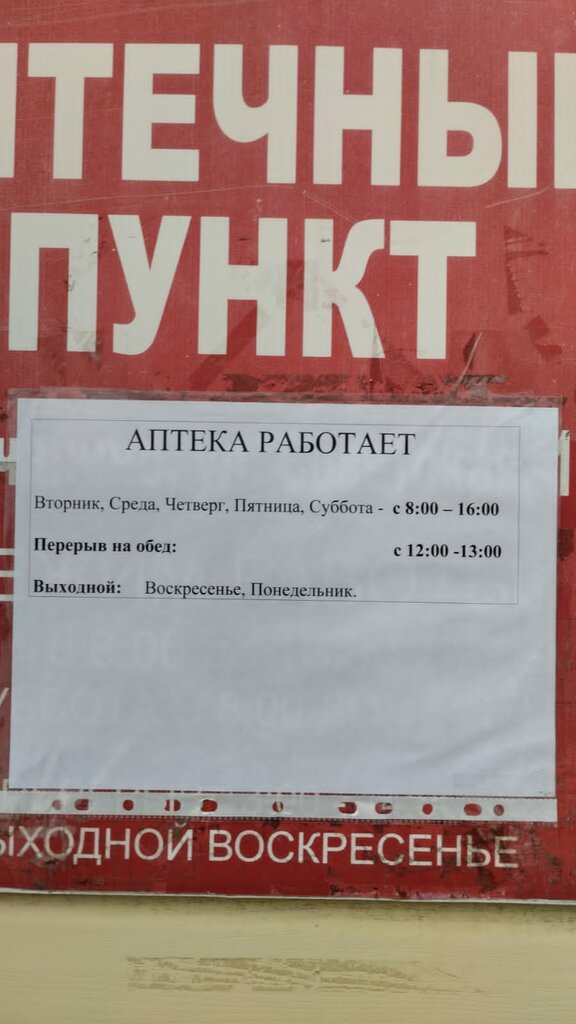 ТЕЧНЫ
ПУНКТ
АПТЕКА РАБОТАЕТ
Вторник, Среда, Четверг, Пятница, Суббота - с 8:00 – 16:00
Перерыв на обед: с 12:00 -13:00
Выходной: Воскресенье, Понедельник.
ЫХОДНОЙ ВОСКРЕСЕНЬЕ